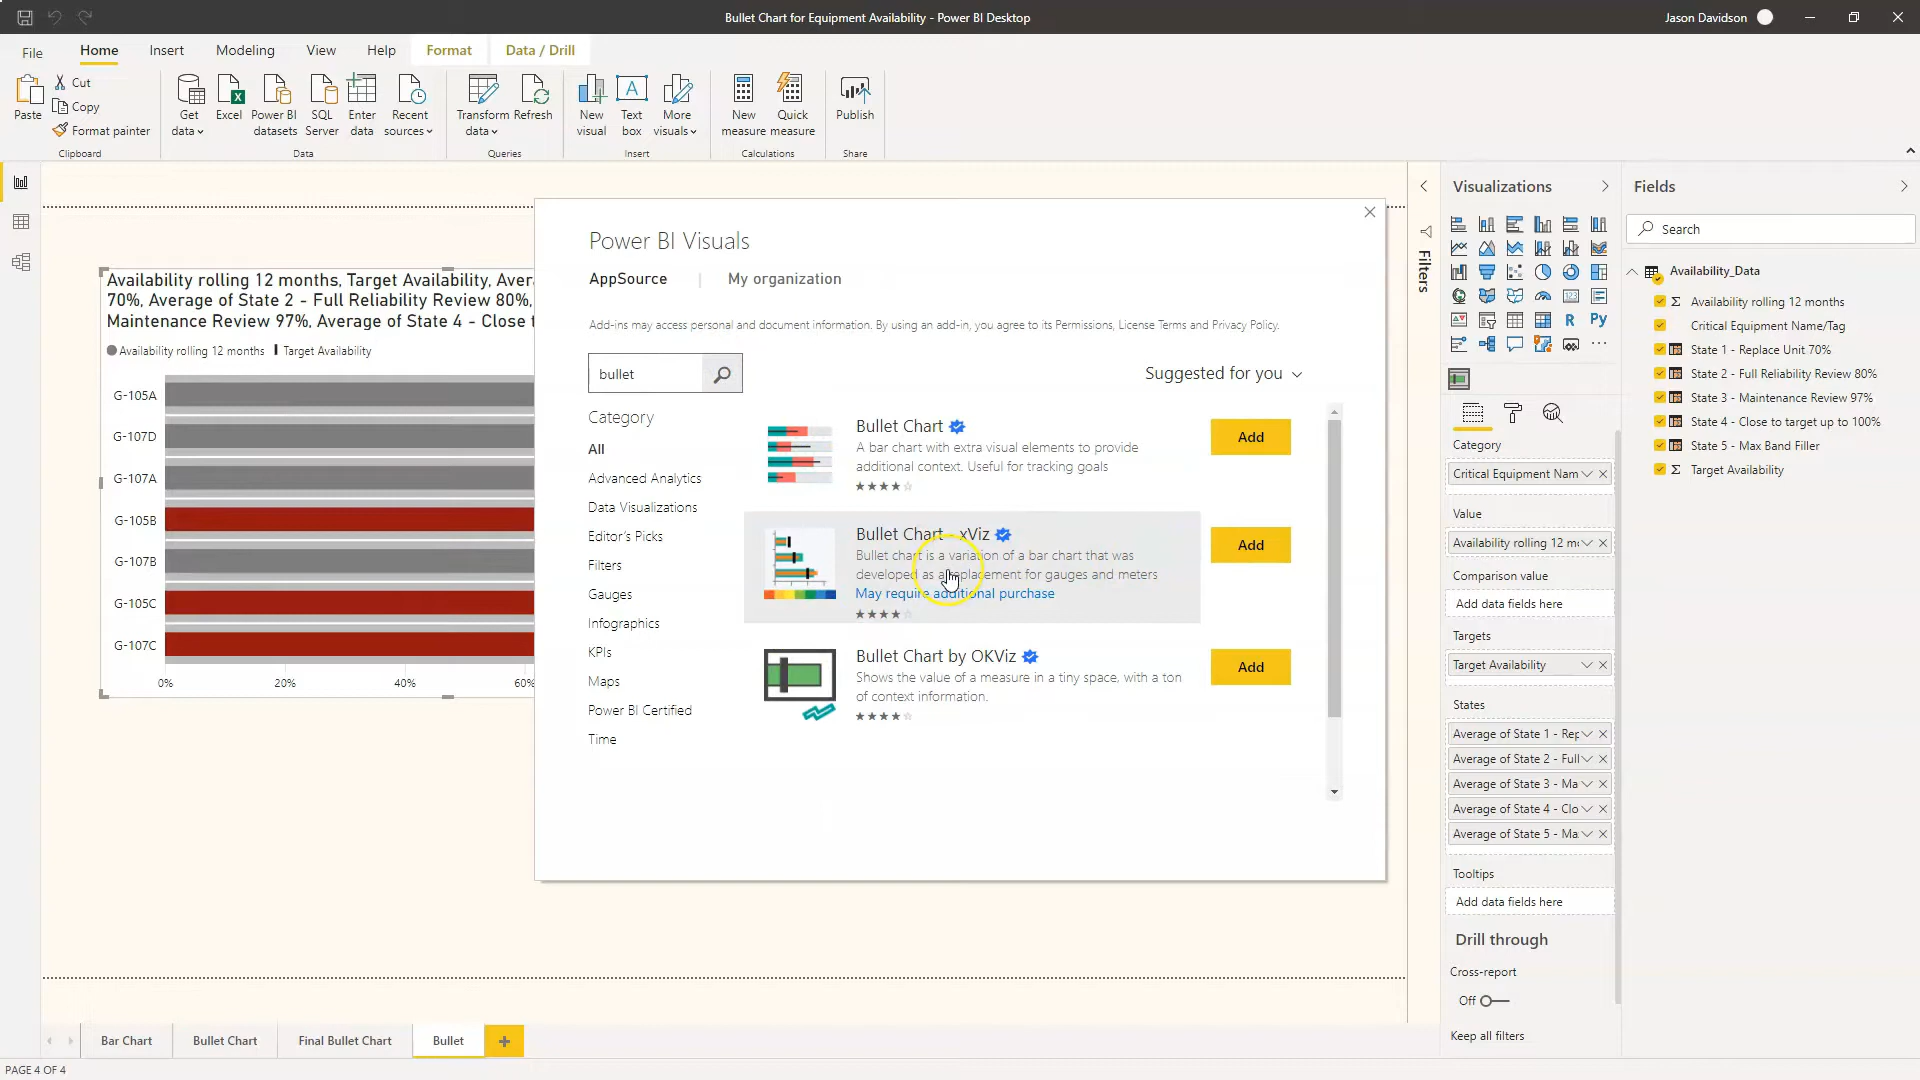 Bullet Chart for Equipment Availability - Power BI Desktop
Jason Davidson
File
Home
Insert
Modeling
View
Help
Format
Data / Drill
Paste
Cut
Copy
Format painter
Clipboard
Get data
Excel
Power BI datasets
SQL Server
Enter data
Recent sources
Data
Transform data
Refresh
Queries
New visual
Text box
More visuals
Insert
New measure
Quick measure
Calculations
Publish
Share
Availability rolling 12 months, Target Availability, Aver
70%, Average of State 2 - Full Reliability Review 80%,
Maintenance Review 97%, Average of State 4 - Close t
Availability rolling 12 months
Target Availability
G-105A
G-107D
G-107A
G-105B
G-107B
G-105C
G-107C
0%
20%
40%
60%
Power BI Visuals
AppSource | My organization
Add-ins may access personal and document information. By using an add-in, you agree to its Permissions, License Terms and Privacy Policy.
bullet
Suggested for you
Category
All
Advanced Analytics
Data Visualizations
Editor's Picks
Filters
Gauges
Infographics
KPIs
Maps
Power BI Certified
Time
Bullet Chart
A bar chart with extra visual elements to provide
additional context. Useful for tracking goals
Add
Bullet Chart - xViz
Bullet chart is a variation of a bar chart that was
developed as a replacement for gauges and meters
May require additional purchase
Add
Bullet Chart by OKViz
Shows the value of a measure in a tiny space, with a ton
of context information.
Add
Filters
Visualizations
R
Py
123
Category
Critical Equipment Nam
Value
Availability rolling 12 m
Comparison value
Add data fields here
Targets
Target Availability
States
Average of State 1 - Rep
Average of State 2 - Full
Average of State 3 - Ma
Average of State 4 - Clo
Average of State 5 - Ma
Tooltips
Add data fields here
Drill through
Cross-report
Off
Keep all filters
Fields
Search
Availability_Data
Availability rolling 12 months
Critical Equipment Name/Tag
State 1 - Replace Unit 70%
State 2 - Full Reliability Review 80%
State 3 - Maintenance Review 97%
State 4 - Close to target up to 100%
State 5 - Max Band Filler
Target Availability
Bar Chart
Bullet Chart
Final Bullet Chart
Bullet
PAGE 4 OF 4